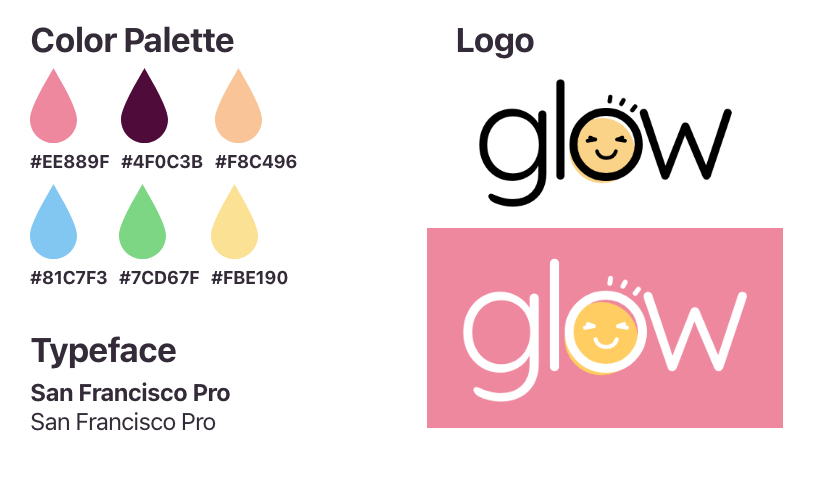 Color Palette
#EE889F #4F0C3B #F8C496
#81C7F3 #7CD67F #FBE190
Typeface
San Francisco Pro
San Francisco Pro
Logo
glow
glow